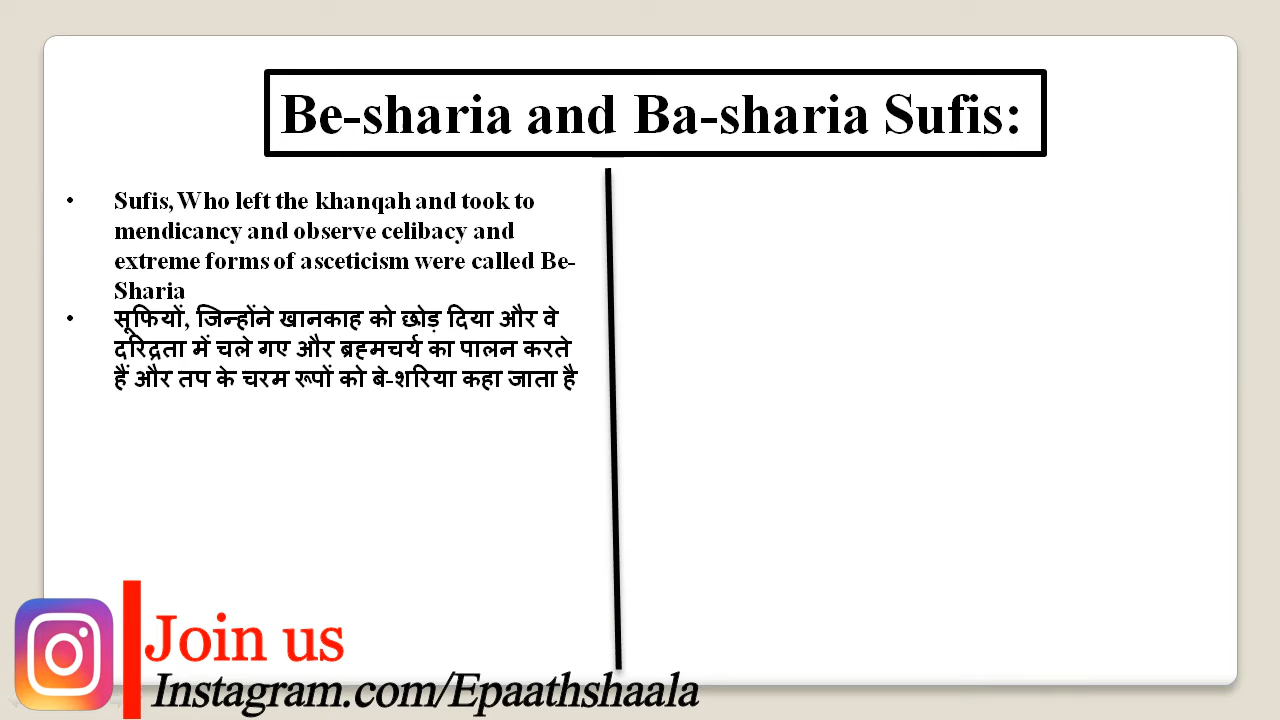 Be-sharia and Ba-sharia Sufis:
• Sufis, Who left the khanqah and took to
mendicancy and observe celibacy and
extreme forms of asceticism were called Be-
Sharia
• सूफियों, जिन्होंने खानकाह को छोड़ दिया और वे
दरिद्रता में चले गए और ब्रह्मचर्य का पालन करते
हैं और तप के चरम रूपों को बे-शरिया कहा जाता है
Join us
Instagram.com/Epaathshaala